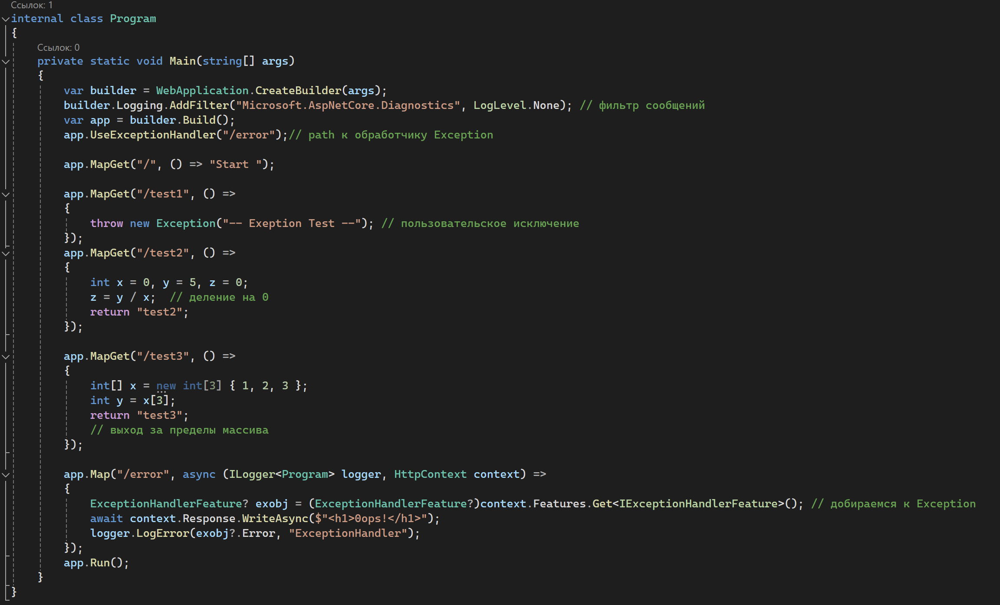 Ссылок: 1
internal class Program
{
Ссылок: 0
private static void Main(string[] args)
{
var builder = WebApplication.CreateBuilder(args);
builder.Logging.AddFilter("Microsoft.AspNetCore.Diagnostics", LogLevel.None); // фильтр сообщений
var app = builder.Build();
app.UseExceptionHandler("/error");// path к обработчику Exception
app.MapGet("/", () => "Start ");
app.MapGet("/test1", () =>
{
throw new Exception("-- Exeption Test --"); // пользовательское исключение
});
app.MapGet("/test2", () =>
{
int x = 0, y = 5, z = 0;
z = y / x;  // деление на 0
return "test2";
});
app.MapGet("/test3", () =>
{
int[] x = new int[3] { 1, 2, 3 };
int y = x[3];
return "test3";
// выход за пределы массива
});
app.Map("/error", async (ILogger<Program> logger, HttpContext context) =>
{
ExceptionHandlerFeature? exobj = (ExceptionHandlerFeature?)context.Features.Get<IExceptionHandlerFeature>(); // добираемся к Exception
await context.Response.WriteAsync($"<h1>Oops!</h1>");
logger.LogError(exobj?.Error, "ExceptionHandler");
});
app.Run();
}
}